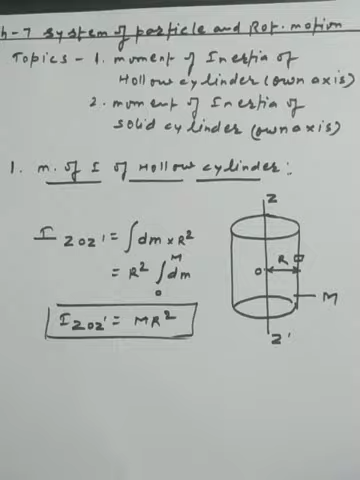 h-7 system of particle and Rot. motion
Topics - 1. moment of Inertia of
Hollow cylinder (own axis)
2. moment of Inertia of
solid cylinder (own axis)
1. m. of I of Hollow cylinder:
I zoz' = ∫dm × R²
= R² ∫₀ᴹ dm
I zoz' = MR²
Z
R
O
M
Z'